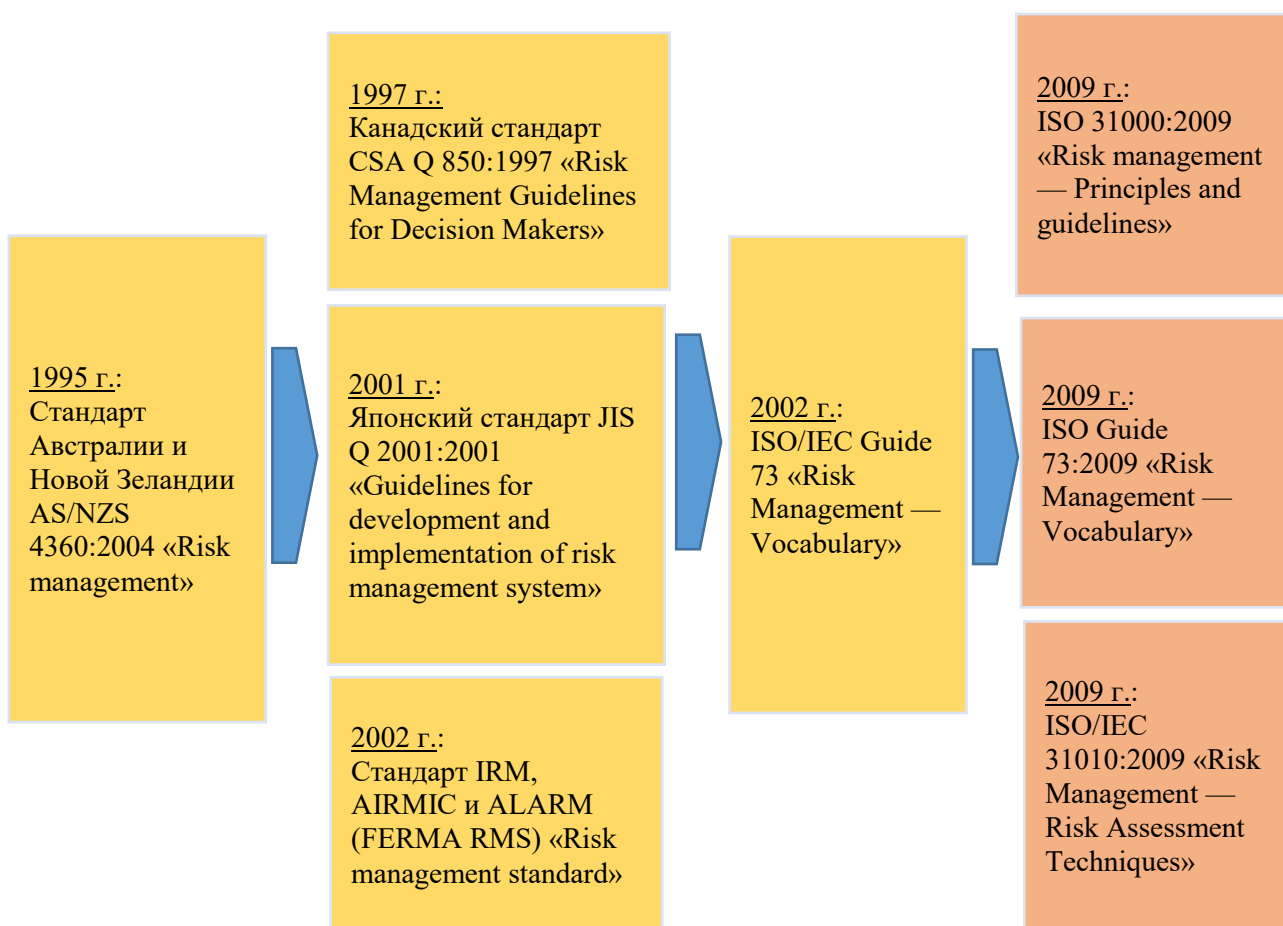 1995 г.:
Стандарт
Австралии и
Новой Зеландии
AS/NZS
4360:2004 «Risk
management»
1997 г.:
Канадский стандарт
CSA Q 850:1997 «Risk
Management Guidelines
for Decision Makers»
2001 г.:
Японский стандарт JIS
Q 2001:2001
«Guidelines for
development and
implementation of risk
management system»
2002 г.:
Стандарт IRM,
AIRMIC и ALARM
(FERMA RMS) «Risk
management standard»
2002 г.:
ISO/IEC Guide
73 «Risk
Management —
Vocabulary»
2009 г.:
ISO 31000:2009
«Risk management
— Principles and
guidelines»
2009 г.:
ISO Guide
73:2009 «Risk
Management —
Vocabulary»
2009 г.:
ISO/IEC
31010:2009 «Risk
Management —
Risk Assessment
Techniques»